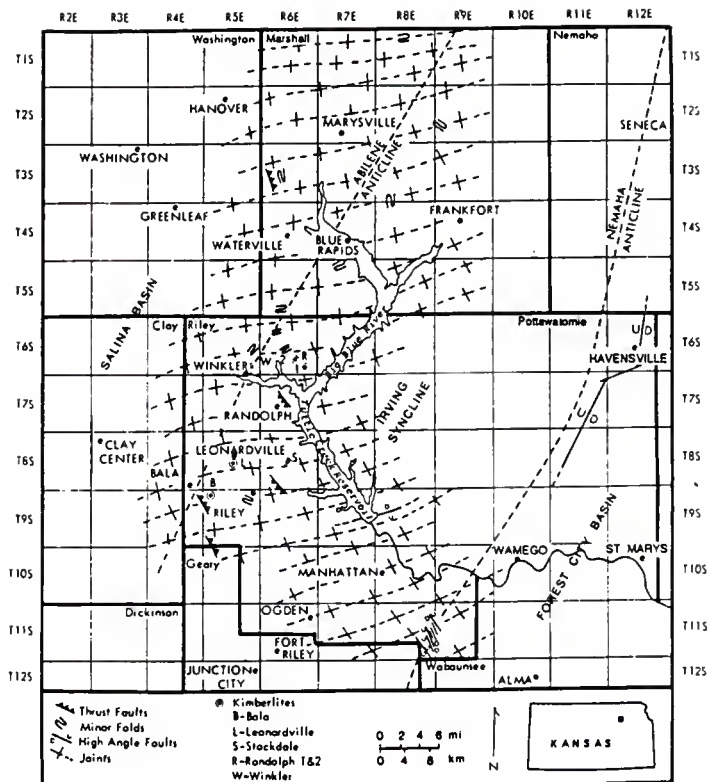 R2E R3E R4E R5E R6E R7E R8E R9E R10E R11E R12E
Washington Marshall Nemaha
T1S T1S
HANOVER
T2S T2S
MARYSVILLE
SENECA
WASHINGTON
ABILENE
ANTICLINE
T3S T3S
NEMAHA
ANTICLINE
GREENLEAF
FRANKFORT
WATERVILLE
BLUE
RAPIDS
T4S T4S
SALINA BASIN
T5S T5S
Clay Riley Pottawatomie
Big Blue River
U D
T6S T6S
W R
WINKLER
HAVENSVILLE
IRVING
SYNCLINE
T7S T7S
RANDOLPH
U D
Reservoir
CLAY
CENTER
LEONARDVILLE
L S
T6S T8S
BALA
B
RILEY
T9S T9S
FOREST CITY BASIN
WAMEGO ST MARYS
Geary
MANHATTAN
T10S T10S
Dickinson
OGDEN
T11S T11S
FORT
RILEY
Wabaunsee
T12S T12S
JUNCTION
CITY
ALMA
Thrust Faults
Minor Folds
High Angle Faults
Joints
Kimberlites
B-Bala
L-Leonardville
S-Stockdale
R-Randolph 1&2
W-Winkler
0 2 4 6 mi
0 4 8 km
N
KANSAS